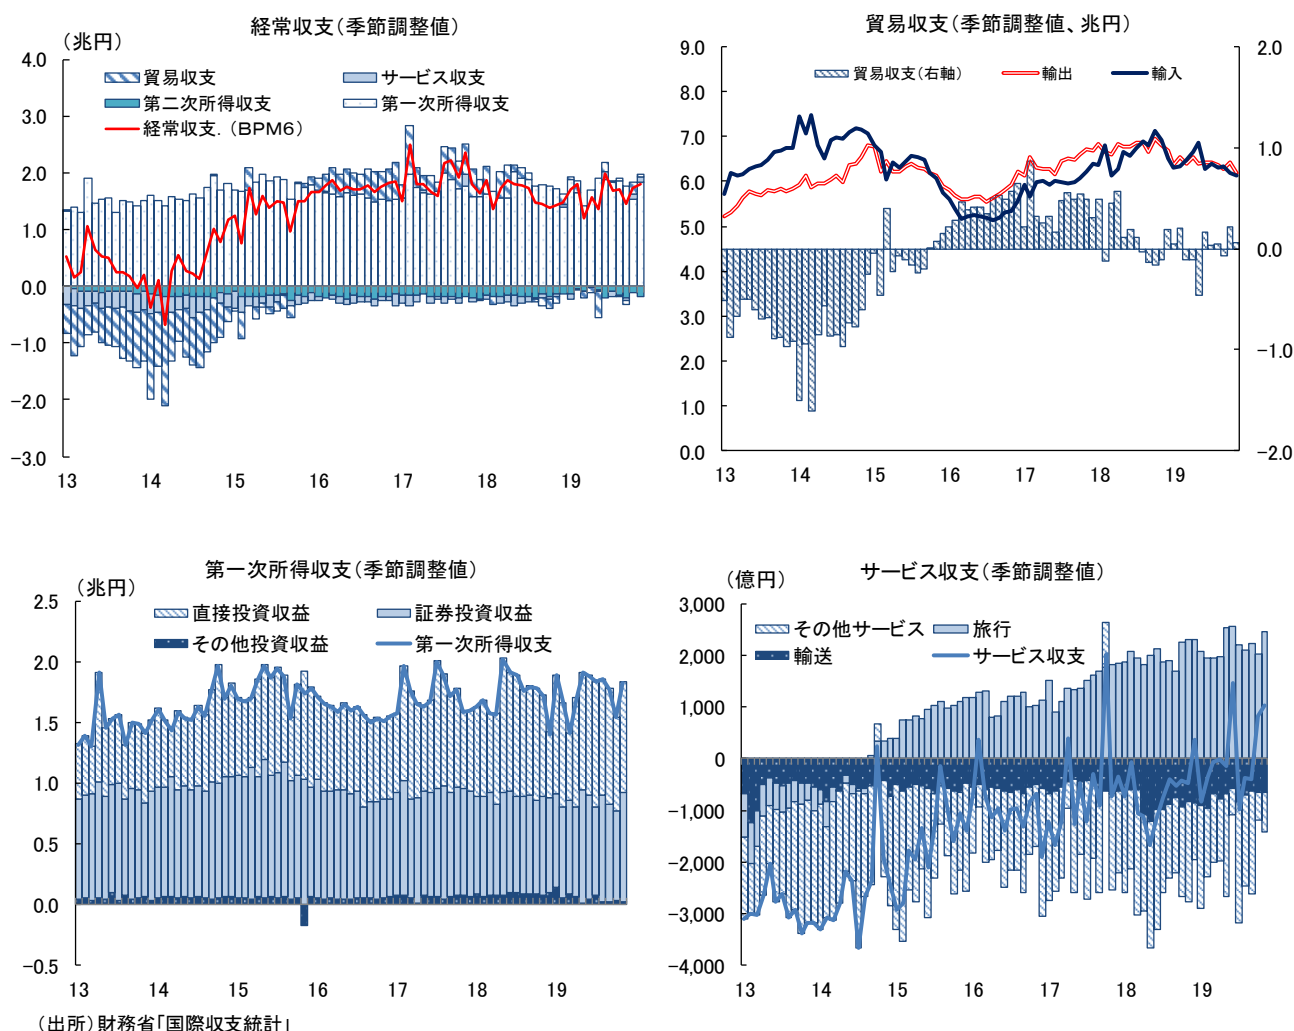 経常収支(季節調整値)
(兆円)
4.0
3.0
2.0
1.0
0.0
−1.0
−2.0
−3.0
貿易収支
サービス収支
第二次所得収支
第一次所得収支
経常収支.(BPM6)
13 14 15 16 17 18 19
貿易収支(季節調整値、兆円)
9.0
8.0
7.0
6.0
5.0
4.0
3.0
2.0
1.0
0.0
貿易収支(右軸) 輸出 輸入
2.0
1.0
0.0
−1.0
−2.0
13 14 15 16 17 18 19
第一次所得収支(季節調整値)
(兆円)
2.5
2.0
1.5
1.0
0.5
0.0
−0.5
直接投資収益
証券投資収益
その他投資収益
第一次所得収支
13 14 15 16 17 18 19
サービス収支(季節調整値)
(億円)
3,000
2,000
1,000
0
−1,000
−2,000
−3,000
−4,000
その他サービス
旅行
輸送
サービス収支
13 14 15 16 17 18 19
(出所)財務省「国際収支統計」